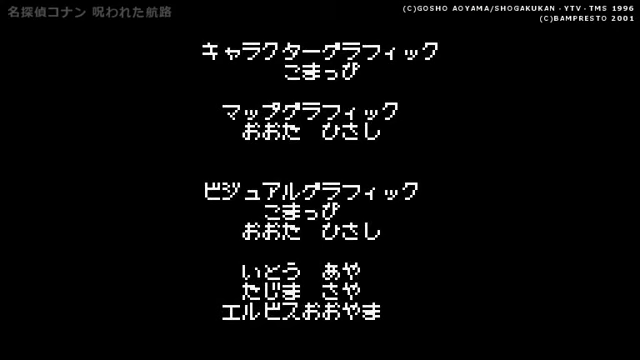 名探偵コナン 呪われた航路
(C)GOSHO AOYAMA/SHOGAKUKAN・YTV・TMS 1996
(C)BAMPRESTO 2001
キャラクターグラフィック
こまっぴ
マップグラフィック
おおた ひさし
ビジュアルグラフィック
こまっぴ
おおた ひさし
いとう あや
たじま さや
エルビスおおやま